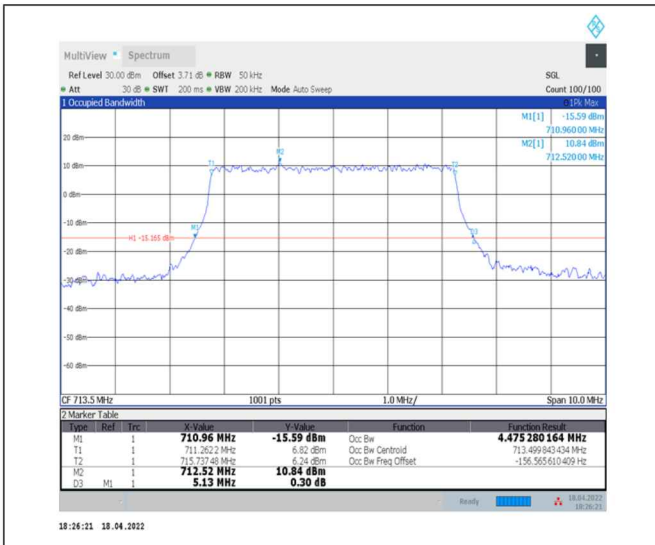 MultiView Spectrum
Ref Level 30.00 dBm Offset 3.71 dB RBW 50 kHz SGL
Att 30 dB SWT 200 ms VBW 200 kHz Mode Auto Sweep Count 100/100
1 Occupied Bandwidth 1Pk Max
M1[1] -15.59 dBm
710.96000 MHz
20 dBm
M2[1] 10.84 dBm
712.52000 MHz
M2
T1
T2
10 dBm
0 dBm
-10 dBm
M1
D3
H1 -15.165 dBm
-20 dBm
-30 dBm
-40 dBm
-50 dBm
-60 dBm
CF 713.5 MHz 1001 pts 1.0 MHz/ Span 10.0 MHz
2 Marker Table
Type Ref Trc X-Value Y-Value Function Function Result
M1 1 710.96 MHz -15.59 dBm Occ Bw 4.475 280 164 MHz
T1 1 711.262 2 MHz 6.82 dBm Occ Bw Centroid 713.499 843 434 MHz
T2 1 715.737 48 MHz 6.24 dBm Occ Bw Freq Offset -156.565 610 409 Hz
M2 1 712.52 MHz 10.84 dBm
D3 M1 1 5.13 MHz 0.30 dB
Ready 18.04.2022
18:26:21
18:26:21 18.04.2022